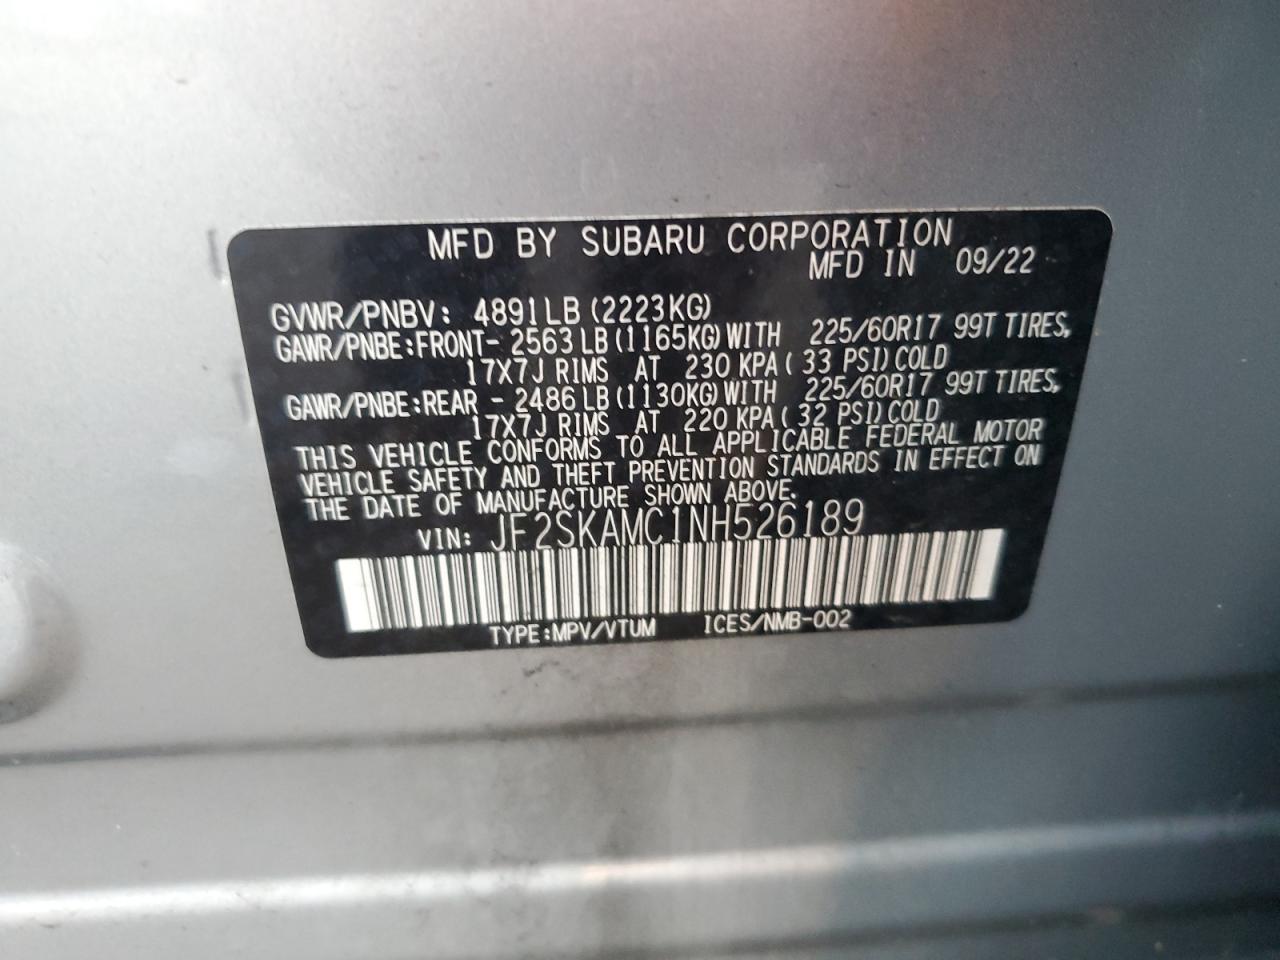 MFD BY SUBARU CORPORATION
MFD IN 09/22
GVWR/PNBV: 4891LB (2223KG)
GAWR/PNBE:FRONT- 2563 LB (1165KG) WITH 225/60R17 99T TIRES,
17X7J RIMS AT 230 KPA ( 33 PSI) COLD
GAWR/PNBE:REAR - 2486 LB (1130KG) WITH 225/60R17 99T TIRES,
17X7J RIMS AT 220 KPA ( 32 PSI) COLD
THIS VEHICLE CONFORMS TO ALL APPLICABLE FEDERAL MOTOR
VEHICLE SAFETY AND THEFT PREVENTION STANDARDS IN EFFECT ON
THE DATE OF MANUFACTURE SHOWN ABOVE.
VIN: JF2SKAMC1NH526189
TYPE:MPV/VTUM ICES/NMB-002